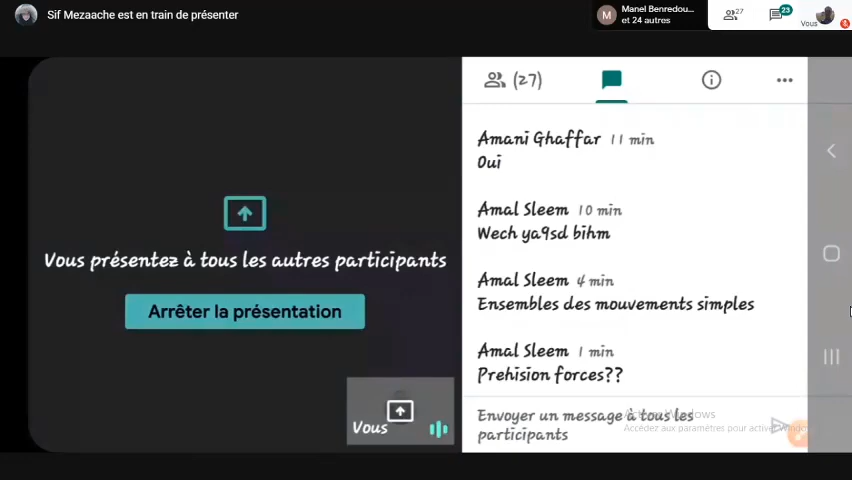 Sif Mezaache est en train de présenter
M
Manel Benredou...
et 24 autres
27
23
Vous
(27)
Amani Ghaffar 11 min
Oui
Amal Sleem 10 min
Wech ya9sd bihm
Amal Sleem 4 min
Ensembles des mouvements simples
Amal Sleem 1 min
Prehision forces??
Vous présentez à tous les autres participants
Arrêter la présentation
Vous
Envoyer un message à tous les
participants
Activer Windows
Accédez aux paramètres pour activer Windows